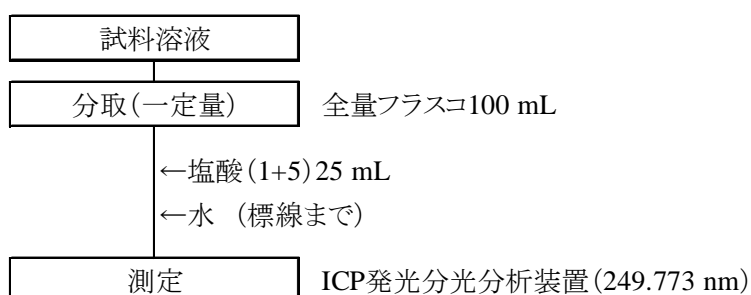 試料溶液
分取(一定量) 全量フラスコ100 mL
←塩酸(1+5)25 mL
←水 (標線まで)
測定 ICP発光分光分析装置(249.773 nm)